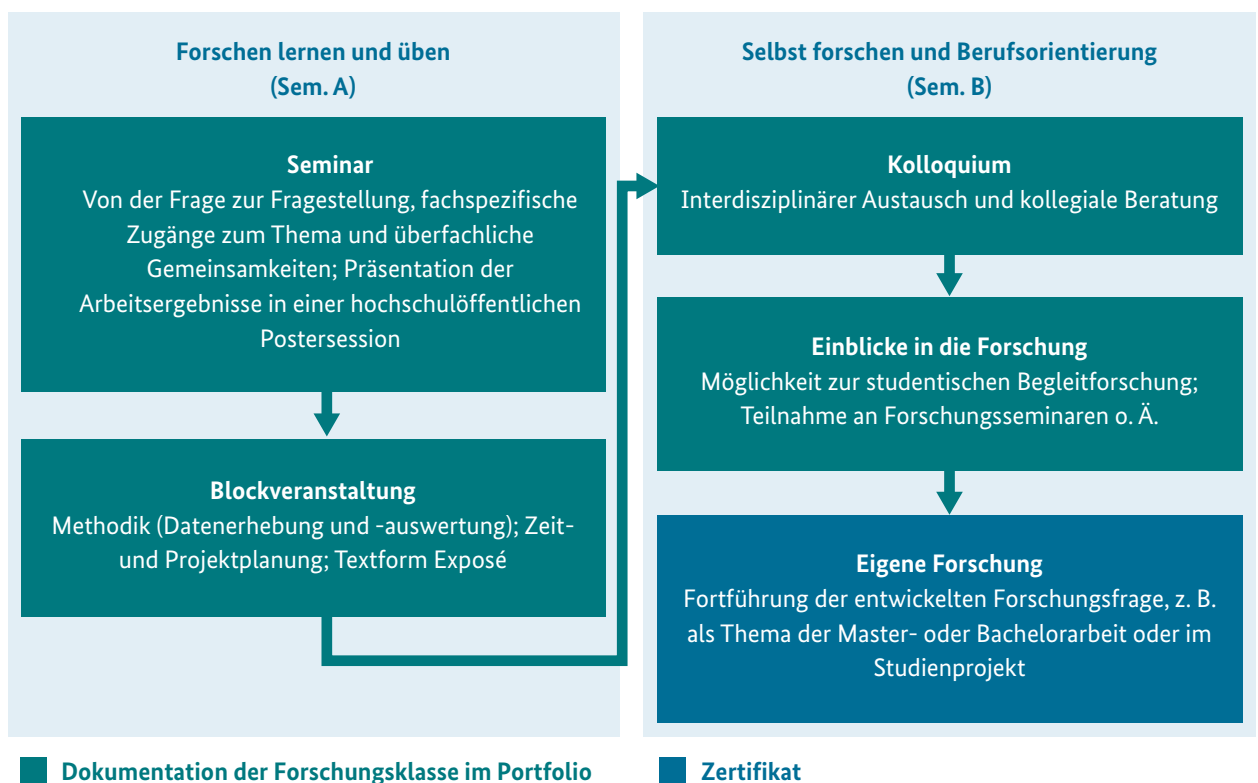 Forschen lernen und üben
(Sem. A)
Seminar
Von der Frage zur Fragestellung, fachspezifische
Zugänge zum Thema und überfachliche
Gemeinsamkeiten; Präsentation der
Arbeitsergebnisse in einer hochschulöffentlichen
Postersession
Blockveranstaltung
Methodik (Datenerhebung und -auswertung); Zeit-
und Projektplanung; Textform Exposé
Selbst forschen und Berufsorientierung
(Sem. B)
Kolloquium
Interdisziplinärer Austausch und kollegiale Beratung
Einblicke in die Forschung
Möglichkeit zur studentischen Begleitforschung;
Teilnahme an Forschungsseminaren o. Ä.
Eigene Forschung
Fortführung der entwickelten Forschungsfrage, z. B.
als Thema der Master- oder Bachelorarbeit oder im
Studienprojekt
Dokumentation der Forschungsklasse im Portfolio
Zertifikat